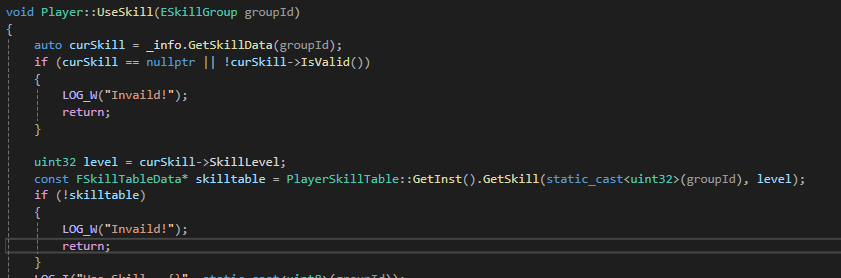 void Player::UseSkill(ESkillGroup groupId)
{
    auto curSkill = _info.GetSkillData(groupId);
    if (curSkill == nullptr || !curSkill->IsValid())
    {
        LOG_W("Invaild!");
        return;
    }
    uint32 level = curSkill->SkillLevel;
    const FSkillTableData* skilltable = PlayerSkillTable::GetInst().GetSkill(static_cast<uint32>(groupId), level);
    if (!skilltable)
    {
        LOG_W("Invaild!");
        return;
    }